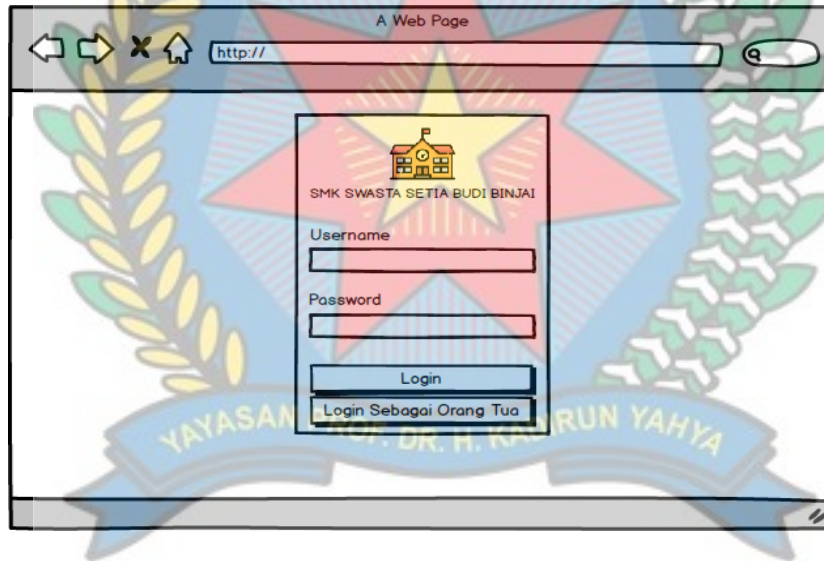 A Web Page
http://
SMK SWASTA SETIA BUDI BINJAI
Username
Password
Login
Login Sebagai Orang Tua
YAYASAN PROF. DR. H. KADIRUN YAHYA